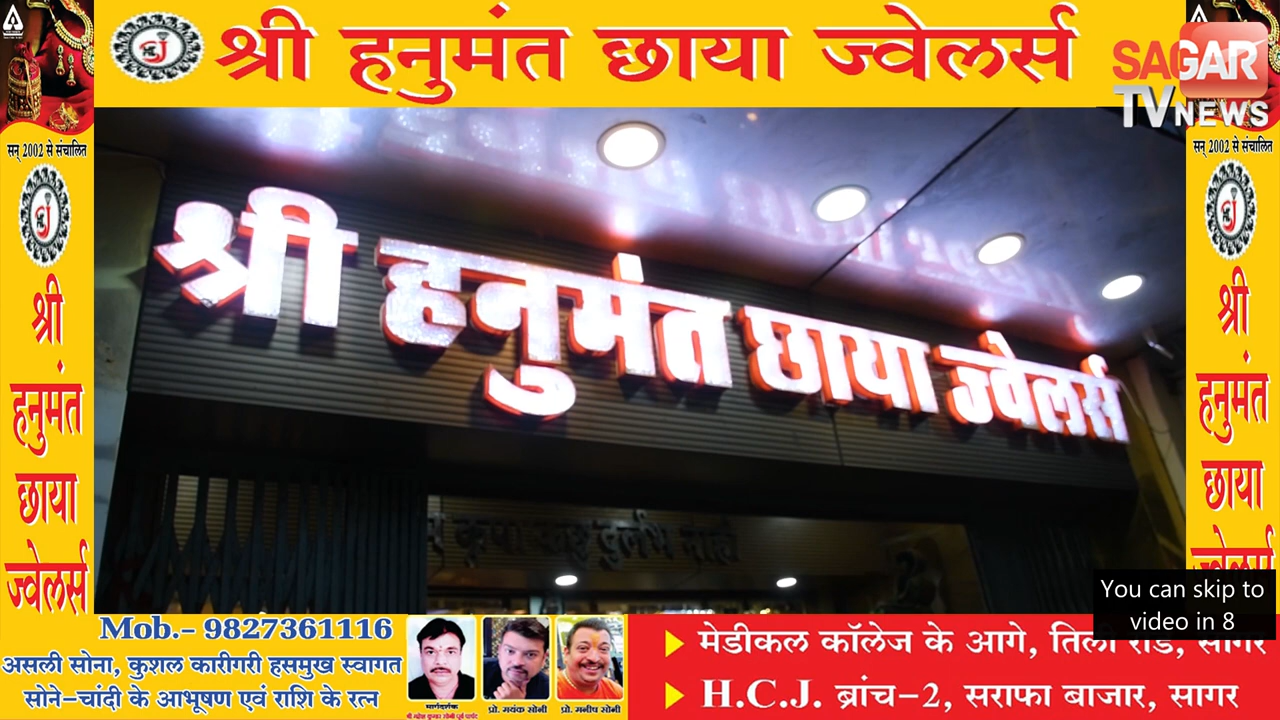 श्री हनुमंत छाया ज्वेलर्स
SAGAR
TV NEWS
सन् 2002 से संचालित
श्री
हनुमंत
छाया
ज्वेलर्स
श्री हनुमंत छाया ज्वेलर्स
सन् 2002 से संचालित
श्री
हनुमंत
छाया
ज्वेलर्स
You can skip to
video in 8
Mob.- 9827361116
असली सोना, कुशल कारीगरी हसमुख स्वागत
सोने-चांदी के आभूषण एवं राशि के रत्न
मार्गदर्शक
प्रो. मयंक सोनी
प्रो. मनीष सोनी
मेडीकल कॉलेज के आगे, तिली रोड, सागर
H.C.J. ब्रांच-2, सराफा बाजार, सागर